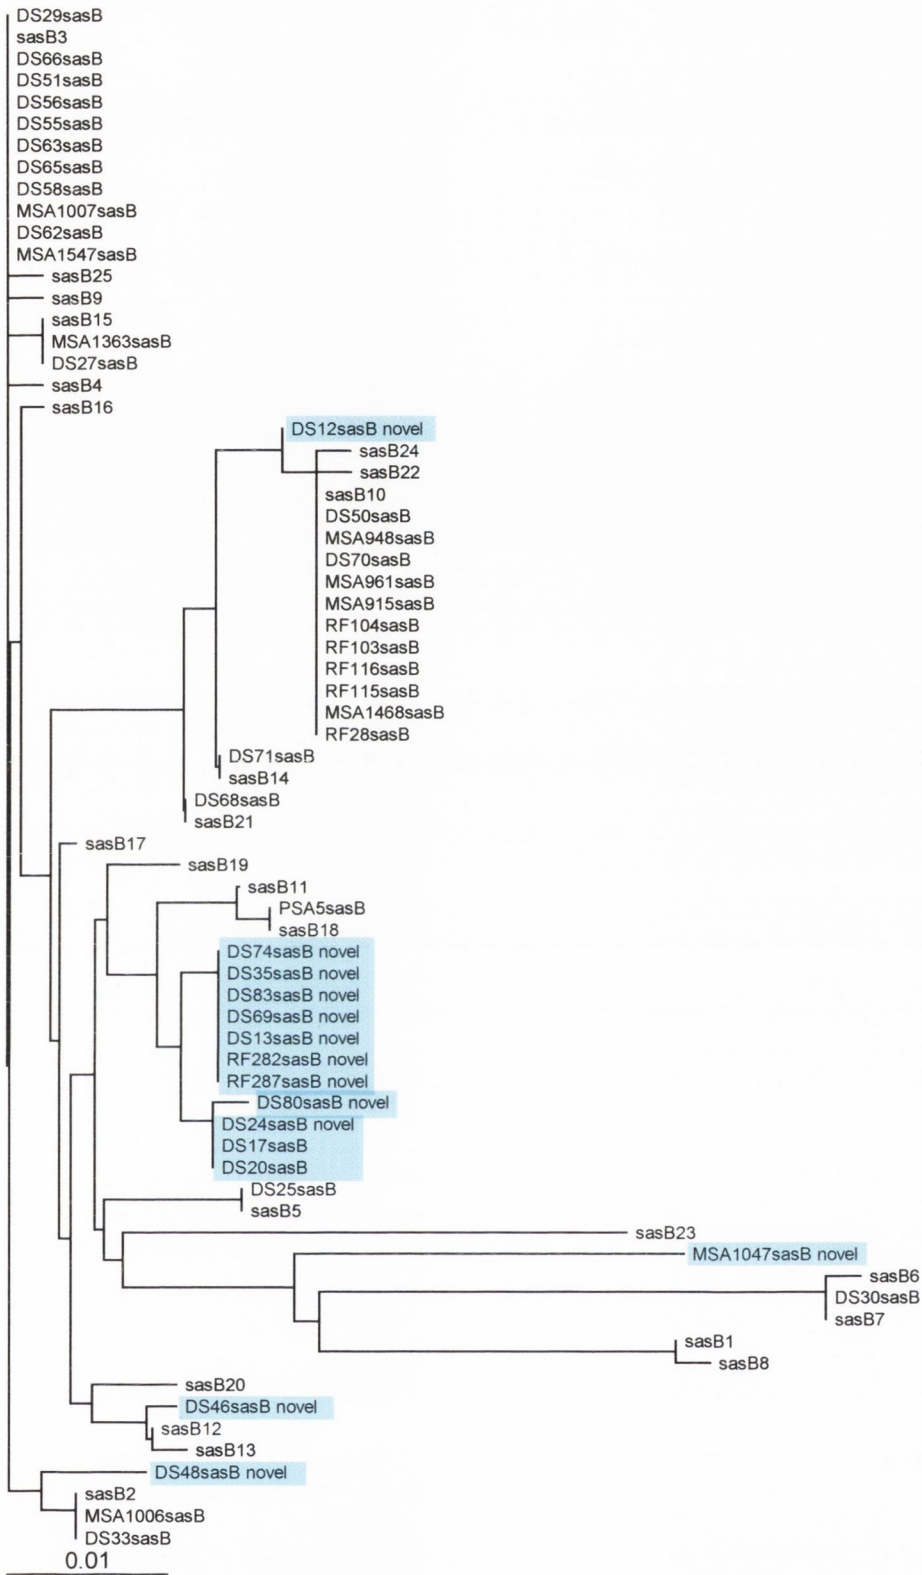 DS29sasB
sasB3
DS66sasB
DS51sasB
DS56sasB
DS55sasB
DS63sasB
DS65sasB
DS58sasB
MSA1007sasB
DS62sasB
MSA1547sasB
sasB25
sasB9
sasB15
MSA1363sasB
DS27sasB
sasB4
sasB16
DS12sasB novel
sasB24
sasB22
sasB10
DS50sasB
MSA948sasB
DS70sasB
MSA961sasB
MSA915sasB
RF104sasB
RF103sasB
RF116sasB
RF115sasB
MSA1468sasB
RF28sasB
DS71sasB
sasB14
DS68sasB
sasB21
sasB17
sasB19
sasB11
PSA5sasB
sasB18
DS74sasB novel
DS35sasB novel
DS83sasB novel
DS69sasB novel
DS13sasB novel
RF282sasB novel
RF287sasB novel
DS80sasB novel
DS24sasB novel
DS17sasB
DS20sasB
DS25sasB
sasB5
sasB23
MSA1047sasB novel
sasB6
DS30sasB
sasB7
sasB1
sasB8
sasB20
DS46sasB novel
sasB12
sasB13
DS48sasB novel
sasB2
MSA1006sasB
DS33sasB
0.01